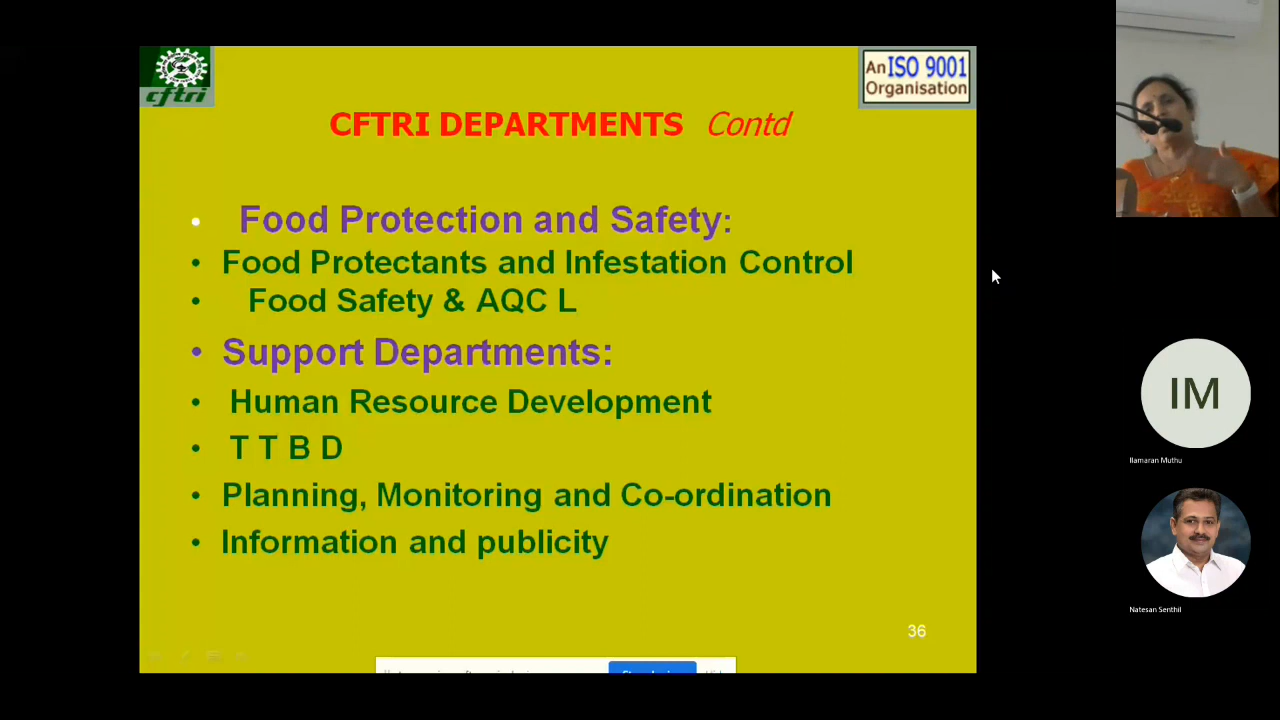 cftri
An ISO 9001
Organisation
CFTRI DEPARTMENTS Contd
• Food Protection and Safety:
• Food Protectants and Infestation Control
• Food Safety & AQC L
• Support Departments:
• Human Resource Development
• T T B D
• Planning, Monitoring and Co-ordination
• Information and publicity
36
IM
Ilamaran Muthu
Natesan Senthil